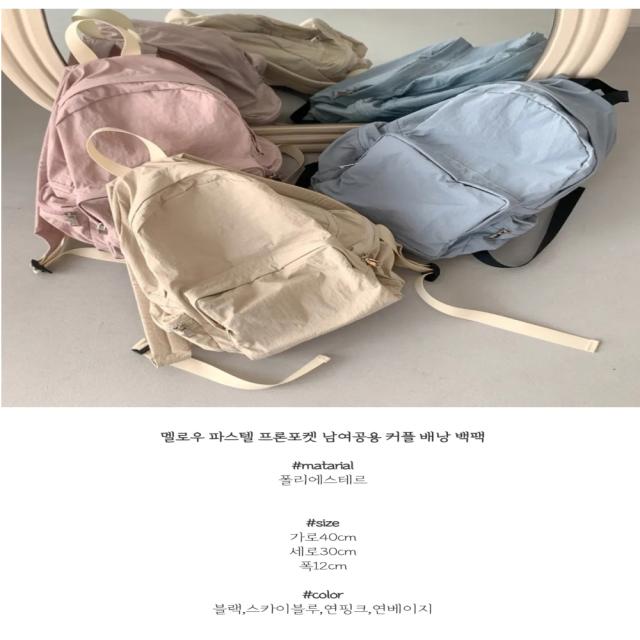 멜로우 파스텔 프론포켓 남여공용 커플 배낭 백팩
#matarial
폴리에스테르
#size
가로40cm
세로30cm
폭12cm
#color
블랙,스카이블루,연핑크,연베이지